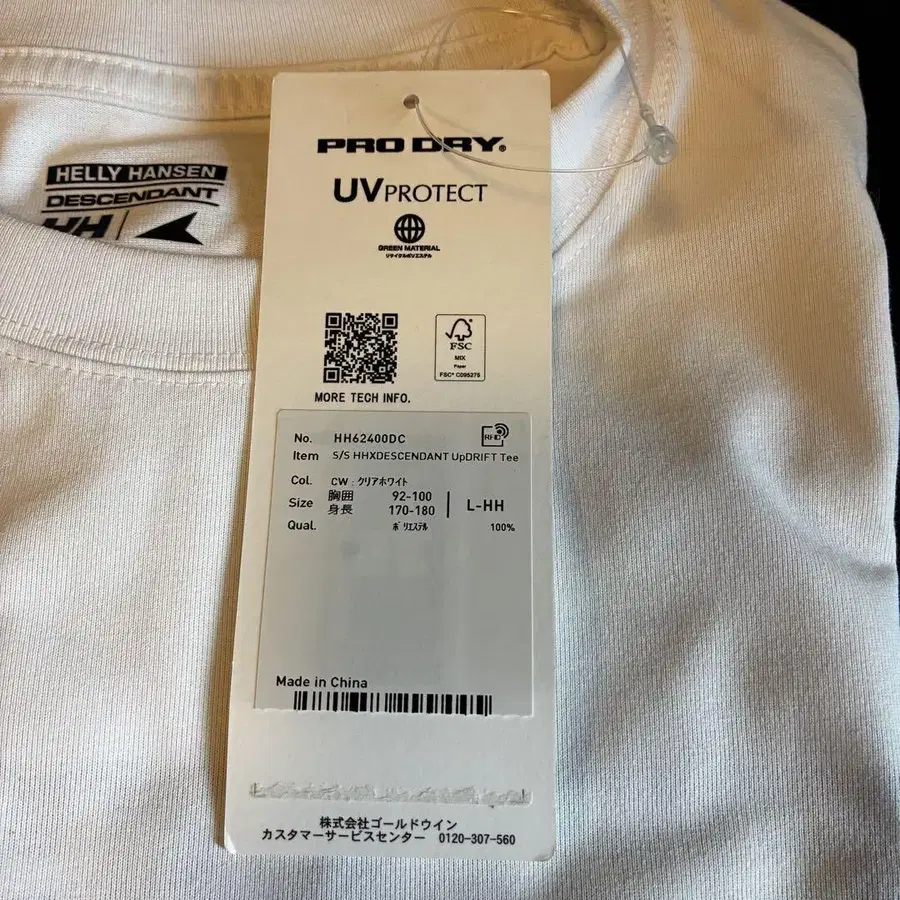 HELLY HANSEN
DESCENDANT
HH
PRO DRY®
UV PROTECT
GREEN MATERIAL
リサイクルポリエステル
FSC
MIX
Paper
FSC® C095275
MORE TECH INFO.
No. HH62400DC
RFID
Item S/S HHXDESCENDANT UpDRIFT Tee
Col. CW : クリアホワイト
Size 胸囲 92-100
身長 170-180
L-HH
Qual. ポリエステル 100%
Made in China
株式会社ゴールドウイン
カスタマーサービスセンター 0120-307-560